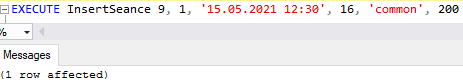 EXECUTE InsertSeance 9, 1, '15.05.2021 12:30', 16, 'common', 200
%
Messages
(1 row affected)